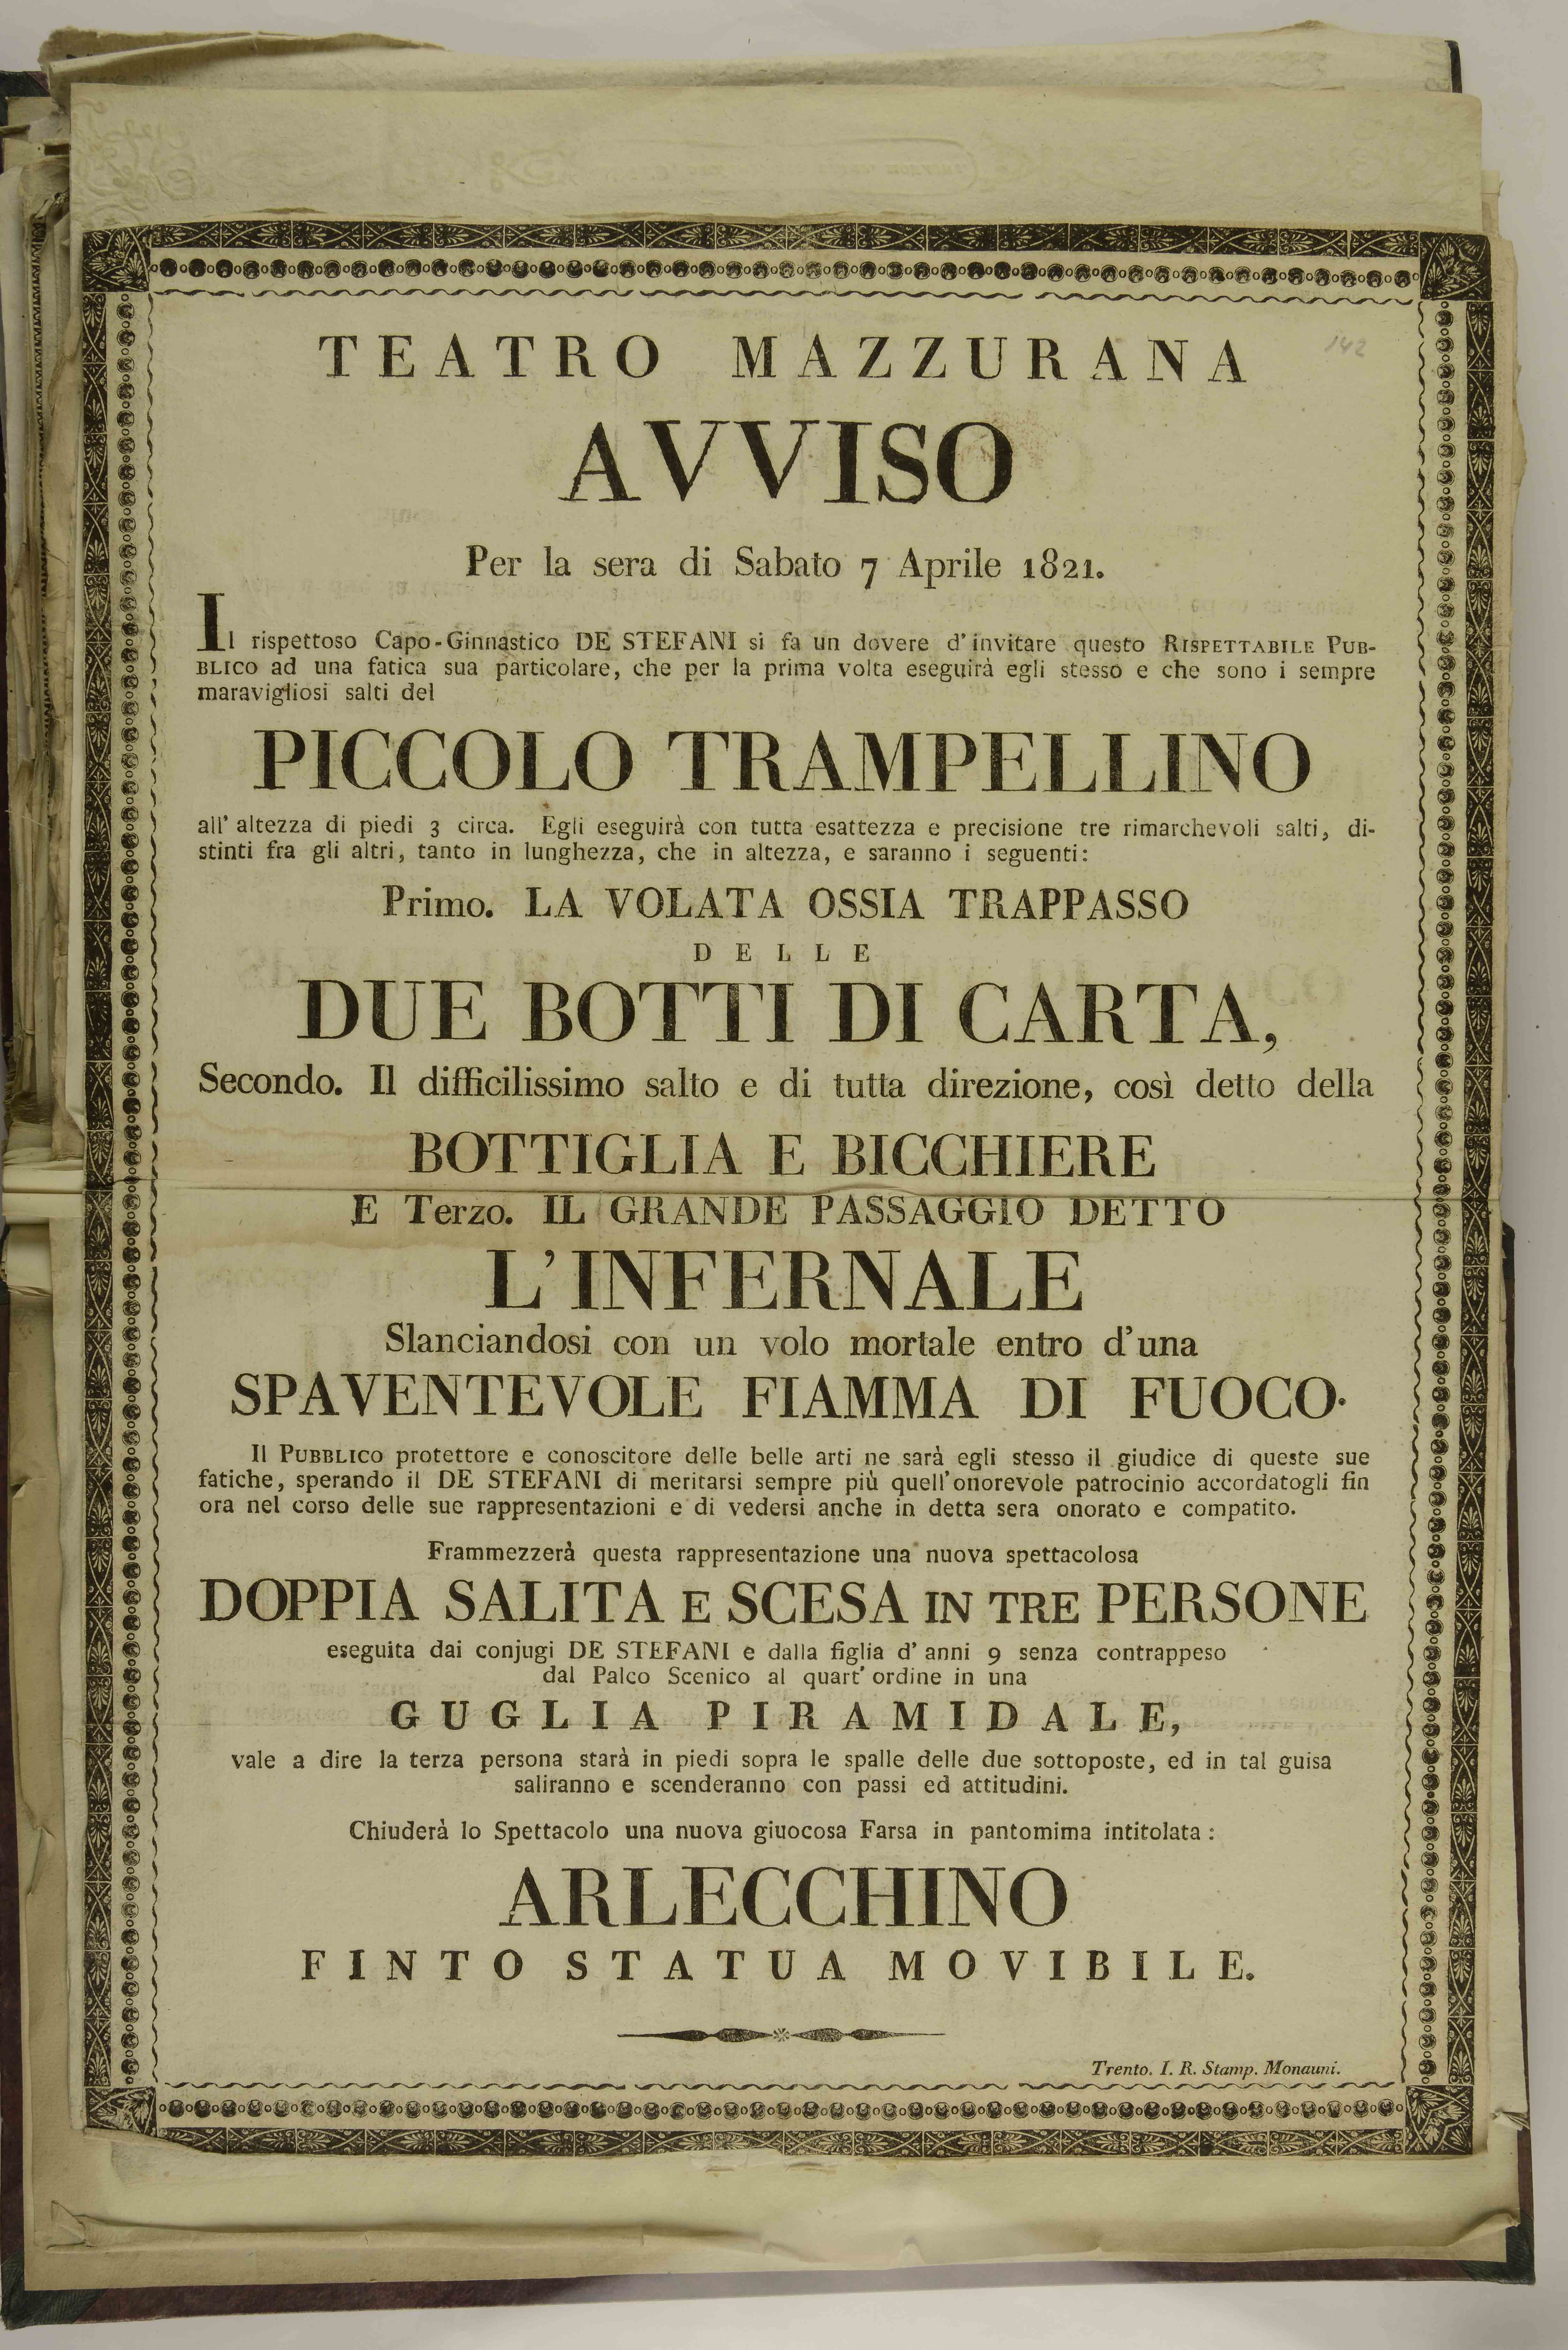 142
TEATRO MAZZURANA
AVVISO
Per la sera di Sabato 7 Aprile 1821.
Il rispettoso Capo-Ginnastico DE STEFANI si fa un dovere d' invitare questo RISPETTABILE PUB-
BLICO ad una fatica sua particolare, che per la prima volta eseguirà egli stesso e che sono i sempre
maravigliosi salti del
PICCOLO TRAMPELLINO
all' altezza di piedi 3 circa. Egli eseguirà con tutta esattezza e precisione tre rimarchevoli salti, di-
stinti fra gli altri, tanto in lunghezza, che in altezza, e saranno i seguenti:
Primo. LA VOLATA OSSIA TRAPPASSO
DELLE
DUE BOTTI DI CARTA,
Secondo. Il difficilissimo salto e di tutta direzione, così detto della
BOTTIGLIA E BICCHIERE
E Terzo. IL GRANDE PASSAGGIO DETTO
L'INFERNALE
Slanciandosi con un volo mortale entro d'una
SPAVENTEVOLE FIAMMA DI FUOCO.
Il PUBBLICO protettore e conoscitore delle belle arti ne sarà egli stesso il giudice di queste sue
fatiche, sperando il DE STEFANI di meritarsi sempre più quell'onorevole patrocinio accordatogli fin
ora nel corso delle sue rappresentazioni e di vedersi anche in detta sera onorato e compatito.
Frammezzerà questa rappresentazione una nuova spettacolosa
DOPPIA SALITA E SCESA IN TRE PERSONE
eseguita dai conjugi DE STEFANI e dalla figlia d' anni 9 senza contrappeso
dal Palco Scenico al quart' ordine in una
GUGLIA PIRAMIDALE,
vale a dire la terza persona starà in piedi sopra le spalle delle due sottoposte, ed in tal guisa
saliranno e scenderanno con passi ed attitudini.
Chiuderà lo Spettacolo una nuova giuocosa Farsa in pantomima intitolata:
ARLECCHINO
FINTO STATUA MOVIBILE.
Trento. I. R. Stamp. Monauni.